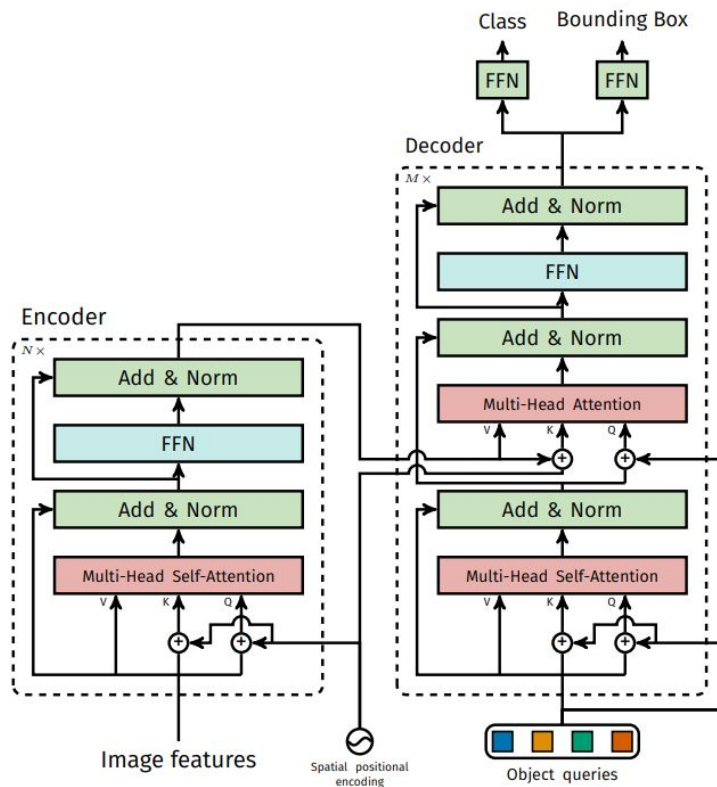 Class Bounding Box
FFN FFN
Decoder
M×
Add & Norm
FFN
Add & Norm
Multi-Head Attention
V K Q
Add & Norm
Multi-Head Self-Attention
V K Q
Object queries
Encoder
N×
Add & Norm
FFN
Add & Norm
Multi-Head Self-Attention
V K Q
Image features
Spatial positional
encoding